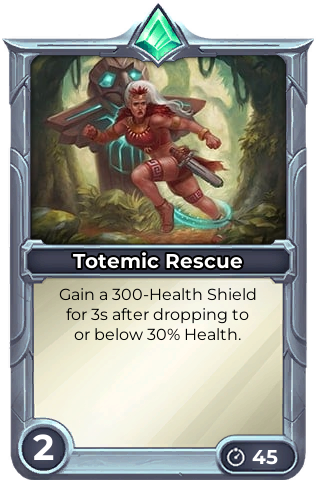 Totemic Rescue
Gain a 300-Health Shield
for 3s after dropping to
or below 30% Health.
2
45